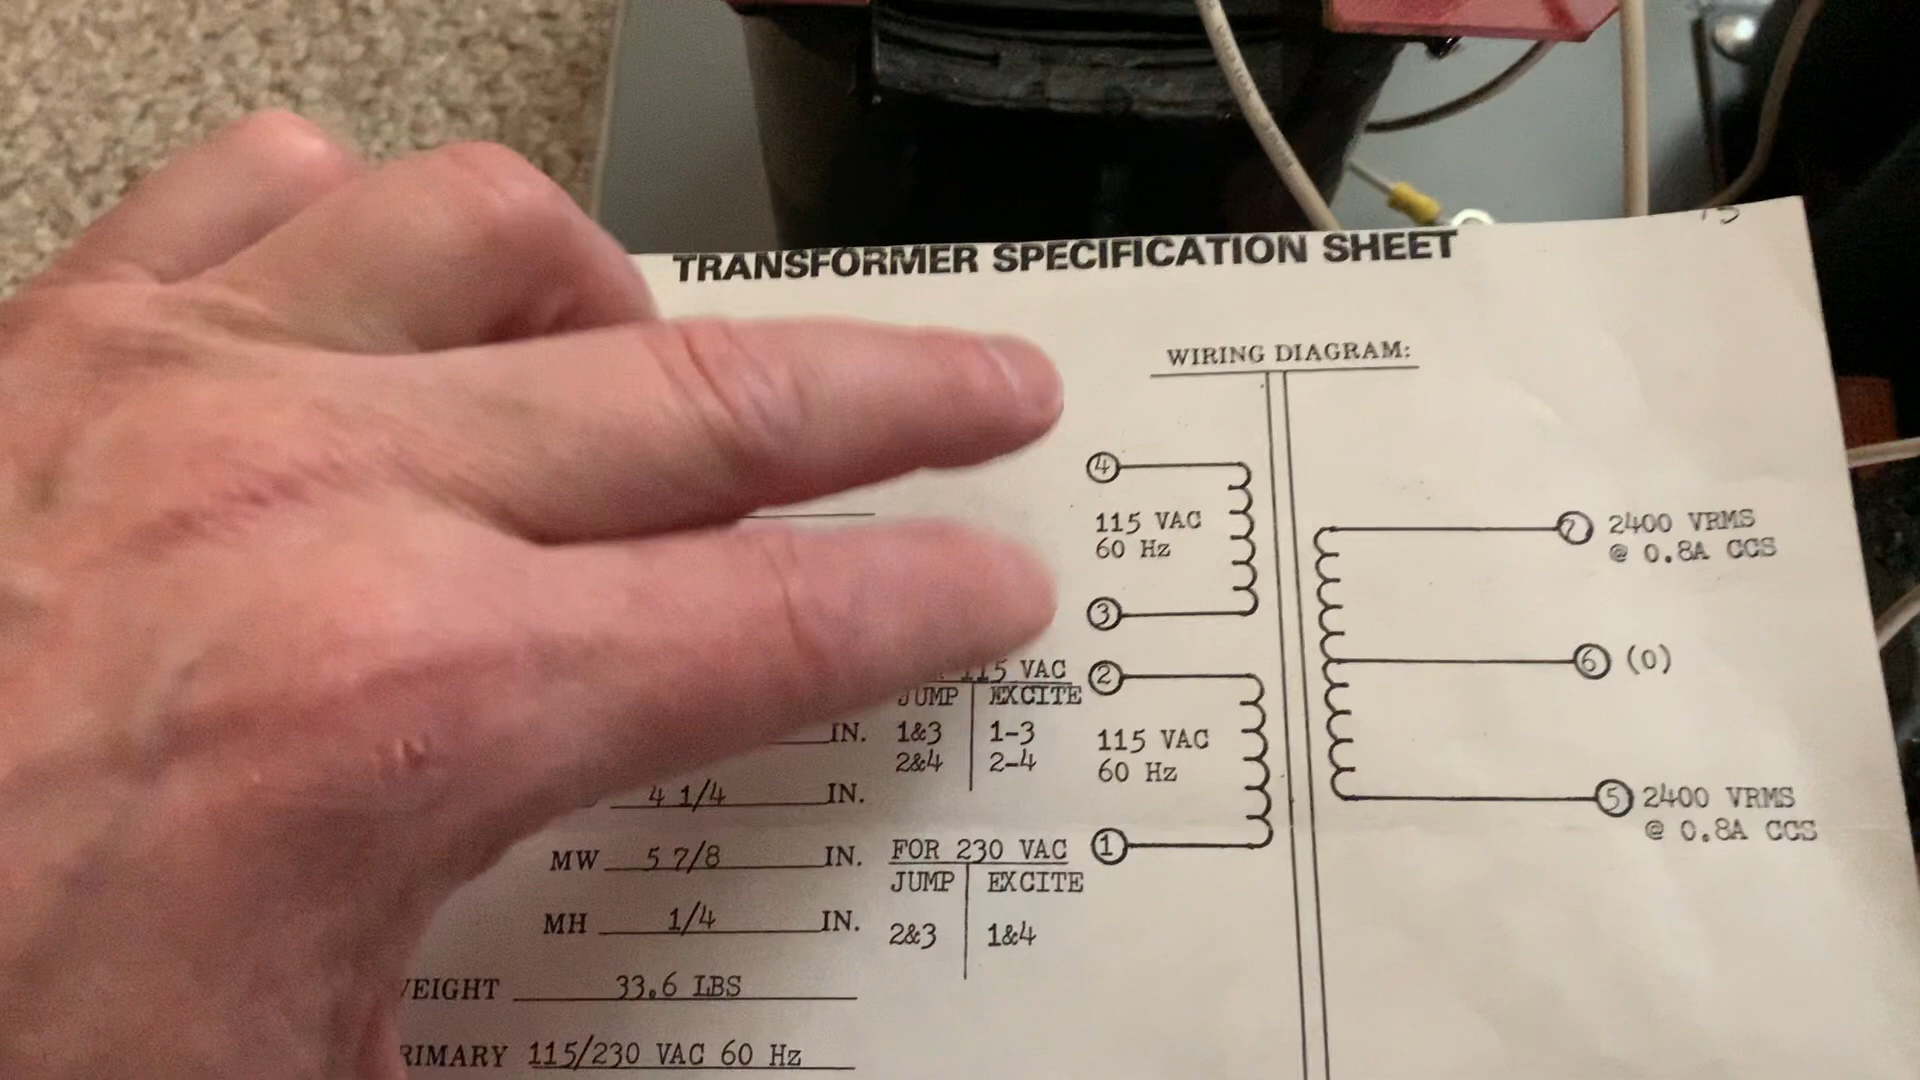 TRANSFORMER SPECIFICATION SHEET
WIRING DIAGRAM:
4
115 VAC
60 Hz
3
7 2400 VRMS
@ 0.8A CCS
6 (0)
5 2400 VRMS
@ 0.8A CCS
2
115 VAC
60 Hz
1
115 VAC
JUMP EXCITE
1&3 1-3
2&4 2-4
FOR 230 VAC
JUMP EXCITE
2&3 1&4
IN.
4 1/4 IN.
MW 5 7/8 IN.
MH 1/4 IN.
WEIGHT 33.6 LBS
PRIMARY 115/230 VAC 60 Hz